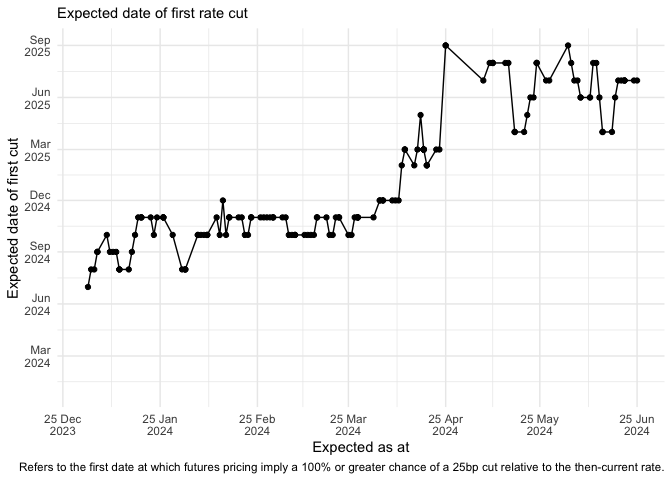 Expected date of first rate cut
Expected date of first cut
Sep
2025
Jun
2025
Mar
2025
Dec
2024
Sep
2024
Jun
2024
Mar
2024
25 Dec
2023
25 Jan
2024
25 Feb
2024
25 Mar
2024
25 Apr
2024
25 May
2024
25 Jun
2024
Expected as at
Refers to the first date at which futures pricing imply a 100% or greater chance of a 25bp cut relative to the then-current rate.